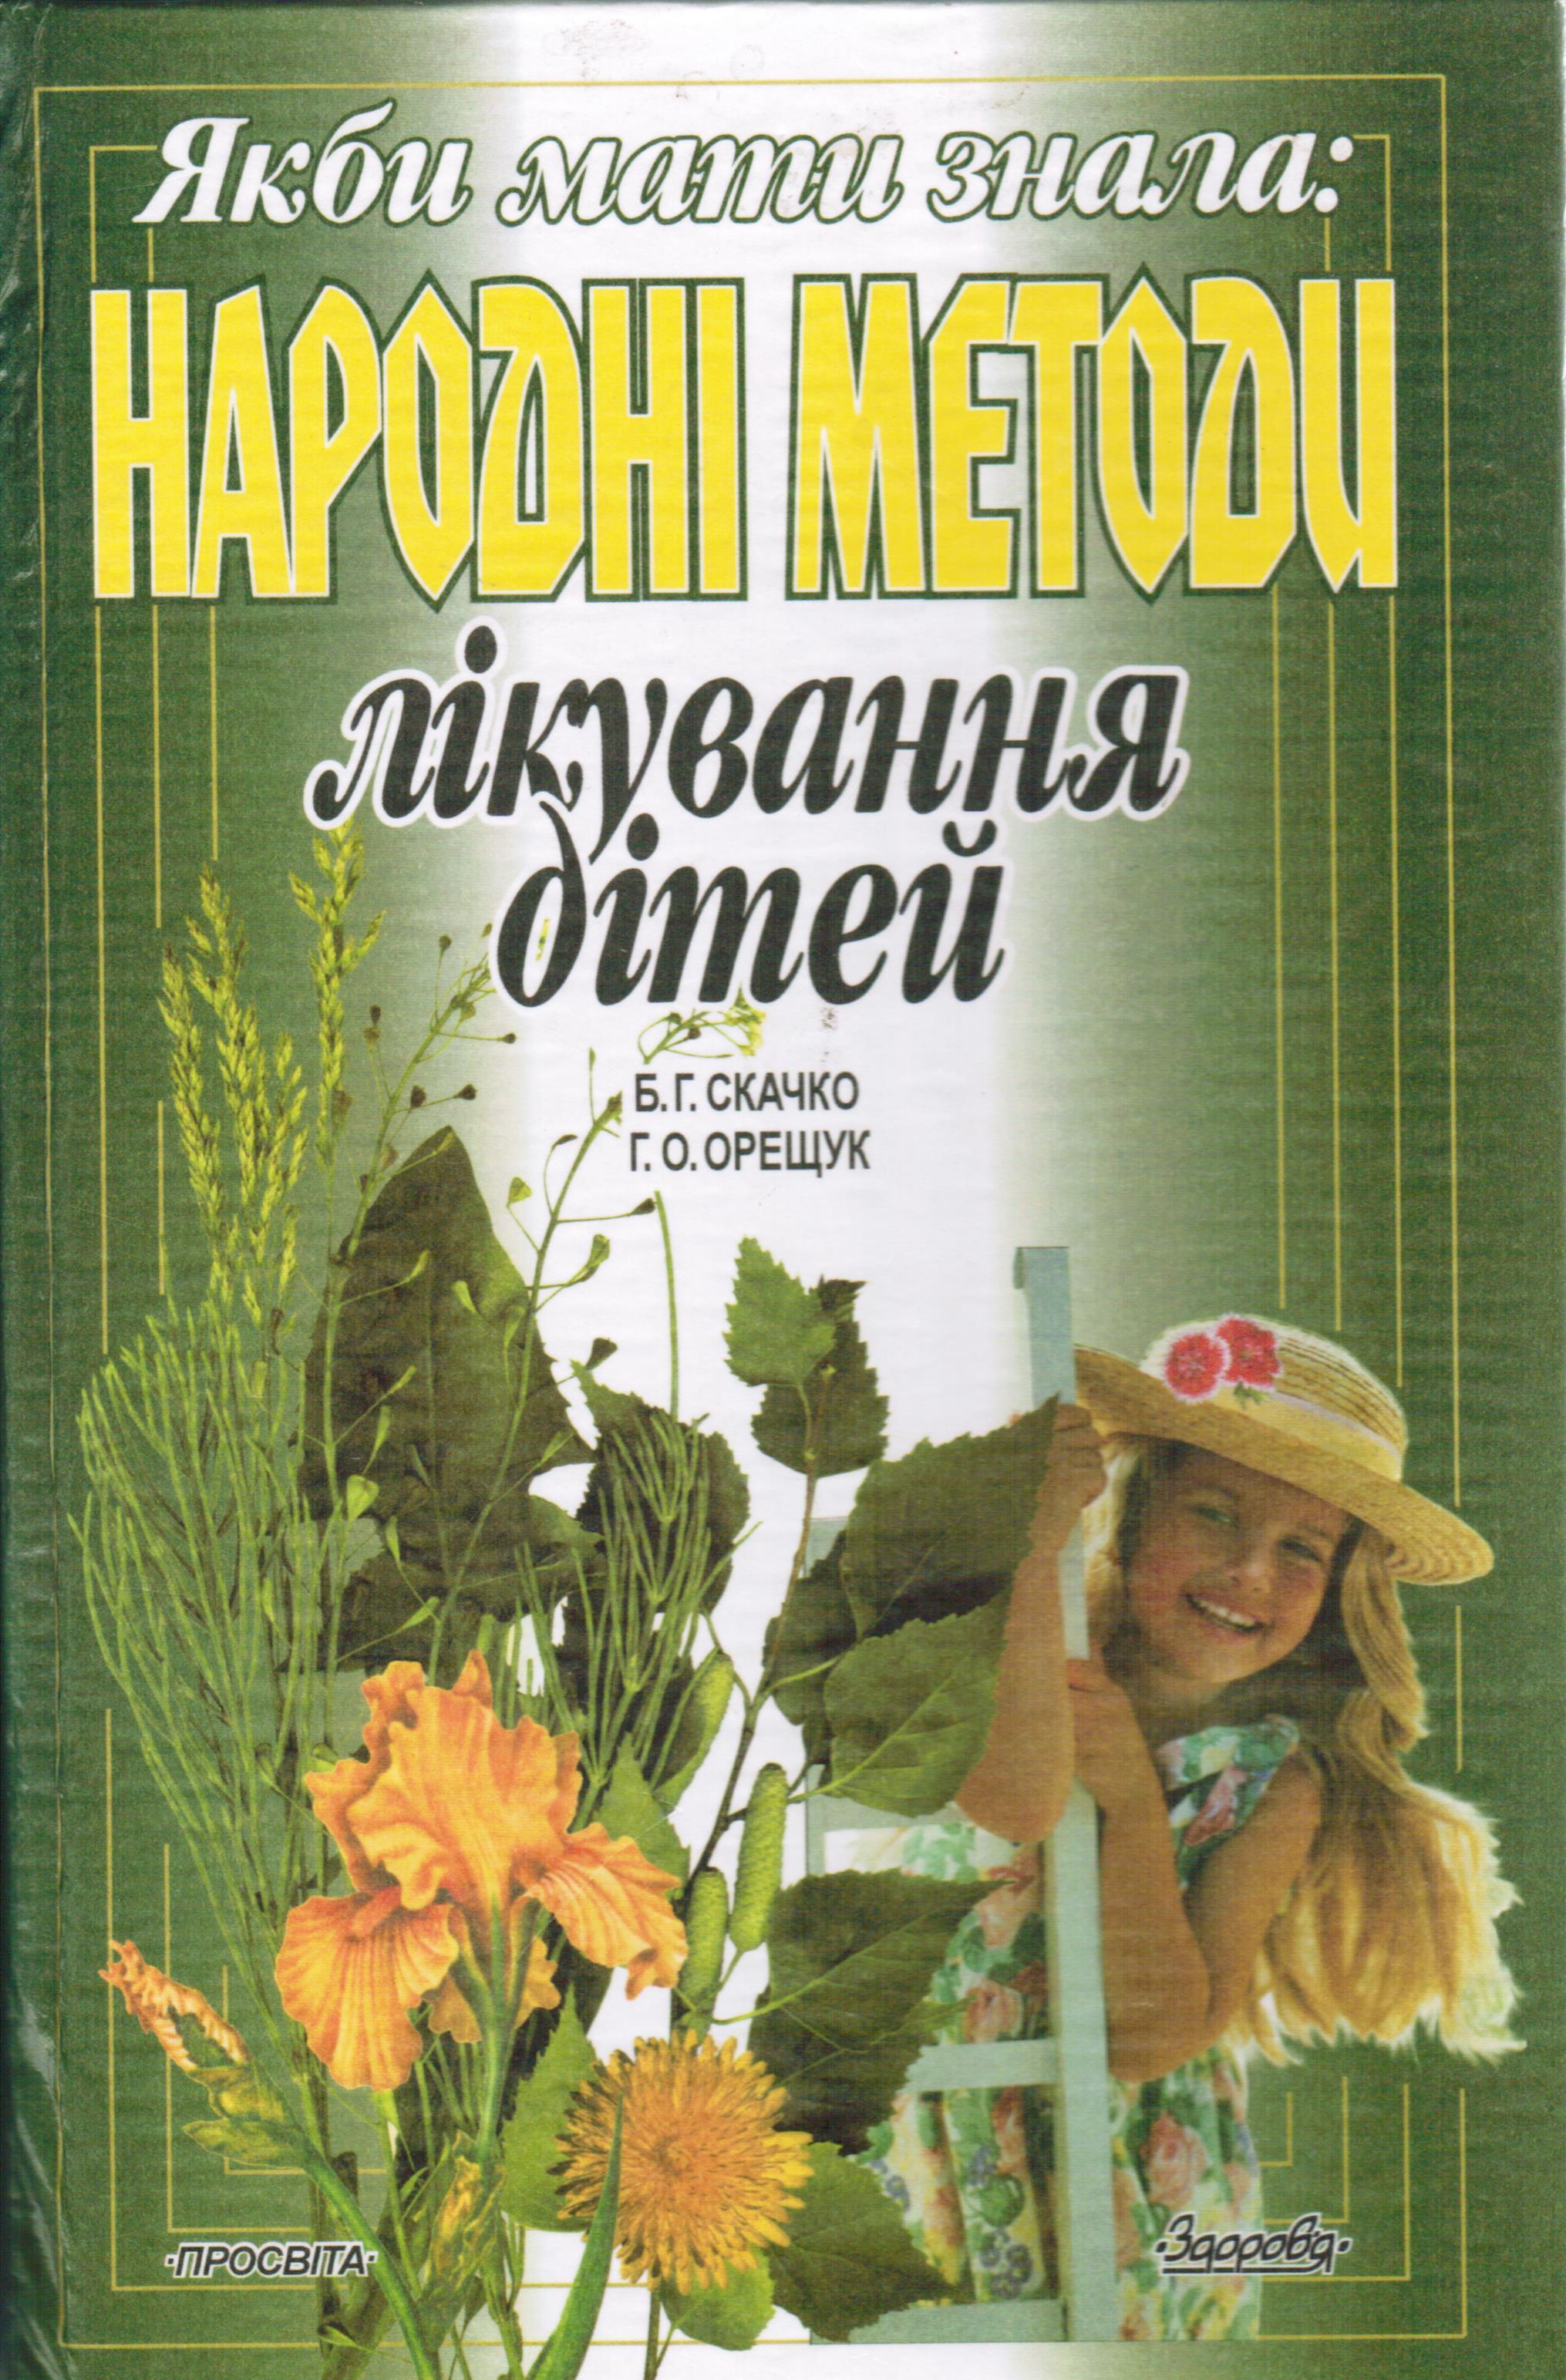 Якби мати знала:
НАРОДНІ МЕТОДИ
лікування
дітей
Б. Г. СКАЧКО
Г. О. ОРЕЩУК
·ПРОСВІТА·
·Здоров'я·